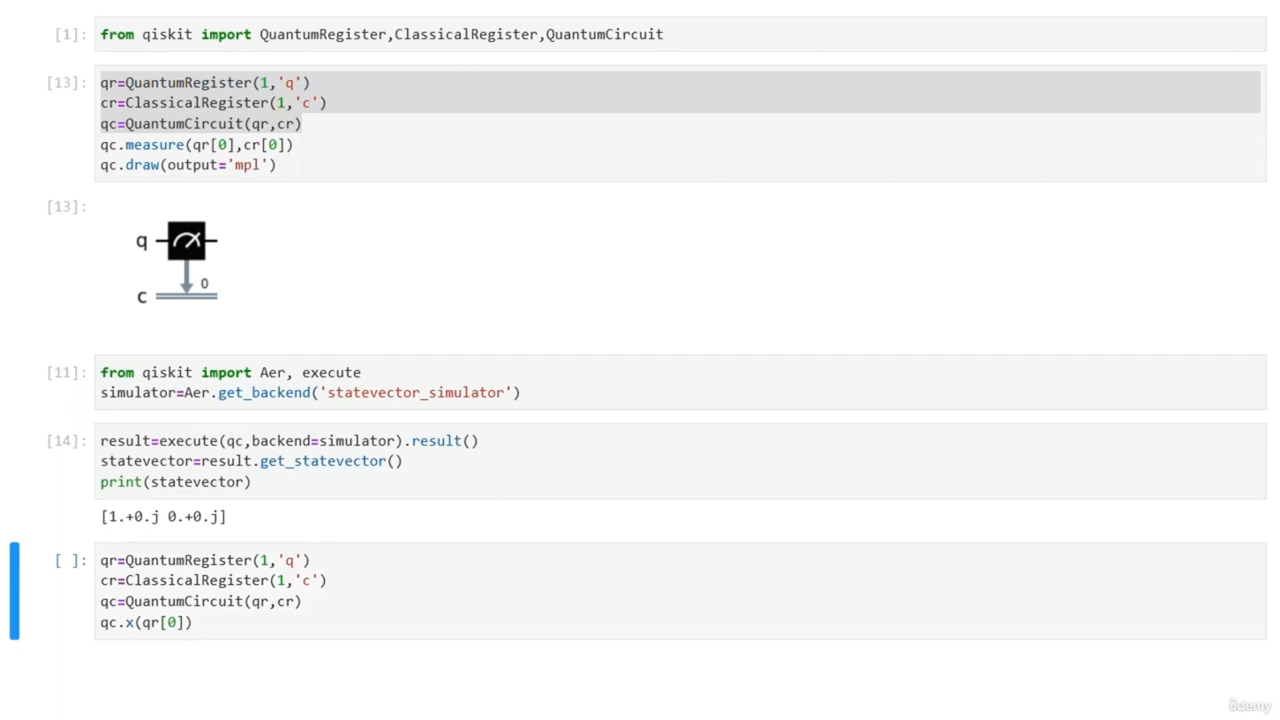 [1]: from qiskit import QuantumRegister,ClassicalRegister,QuantumCircuit
[13]: qr=QuantumRegister(1,'q')
cr=ClassicalRegister(1,'c')
qc=QuantumCircuit(qr,cr)
qc.measure(qr[0],cr[0])
qc.draw(output='mpl')
[13]:
q
0
c
[11]: from qiskit import Aer, execute
simulator=Aer.get_backend('statevector_simulator')
[14]: result=execute(qc,backend=simulator).result()
statevector=result.get_statevector()
print(statevector)
[1.+0.j 0.+0.j]
[ ]: qr=QuantumRegister(1,'q')
cr=ClassicalRegister(1,'c')
qc=QuantumCircuit(qr,cr)
qc.x(qr[0])
ûdemy